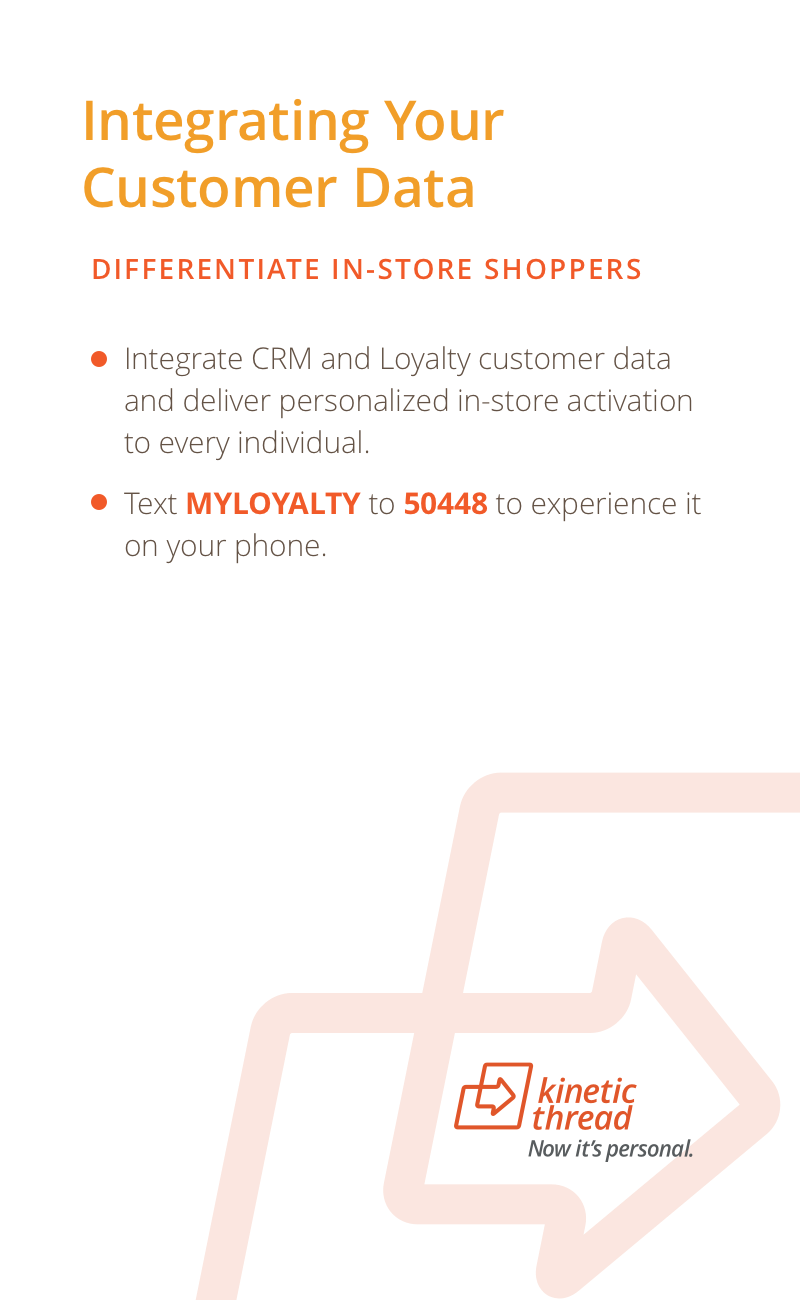 Integrating Your
Customer Data
DIFFERENTIATE IN-STORE SHOPPERS
Integrate CRM and Loyalty customer data
and deliver personalized in-store activation
to every individual.
Text MYLOYALTY to 50448 to experience it
on your phone.
kinetic
thread
Now it's personal.